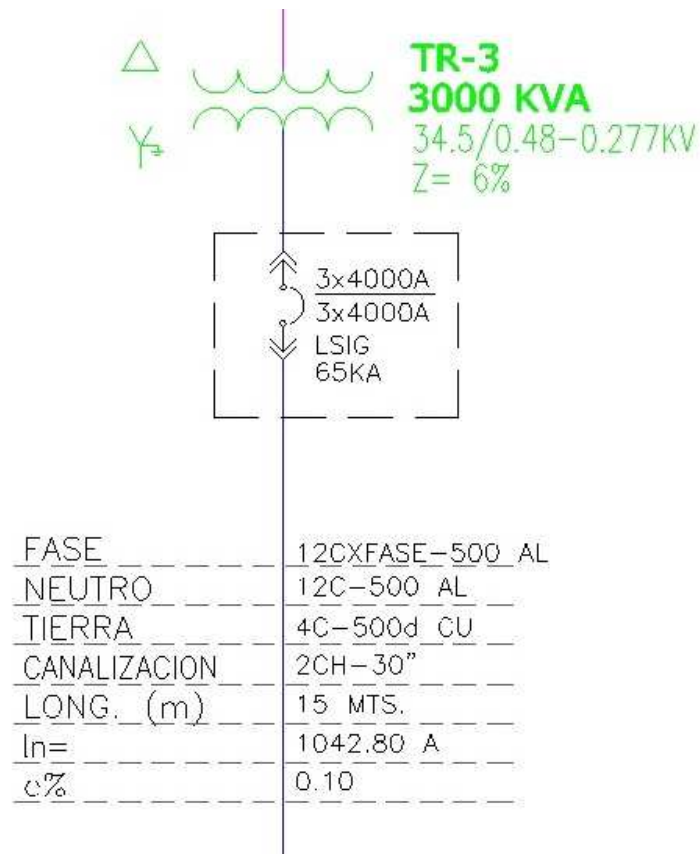 TR-3
3000 KVA
34.5/0.48-0.277KV
Z= 6%
3x4000A
3x4000A
LSIG
65KA
FASE 12CXFASE-500 AL
NEUTRO 12C-500 AL
TIERRA 4C-500d CU
CANALIZACION 2CH-30"
LONG. (m) 15 MTS.
In= 1042.80 A
e% 0.10